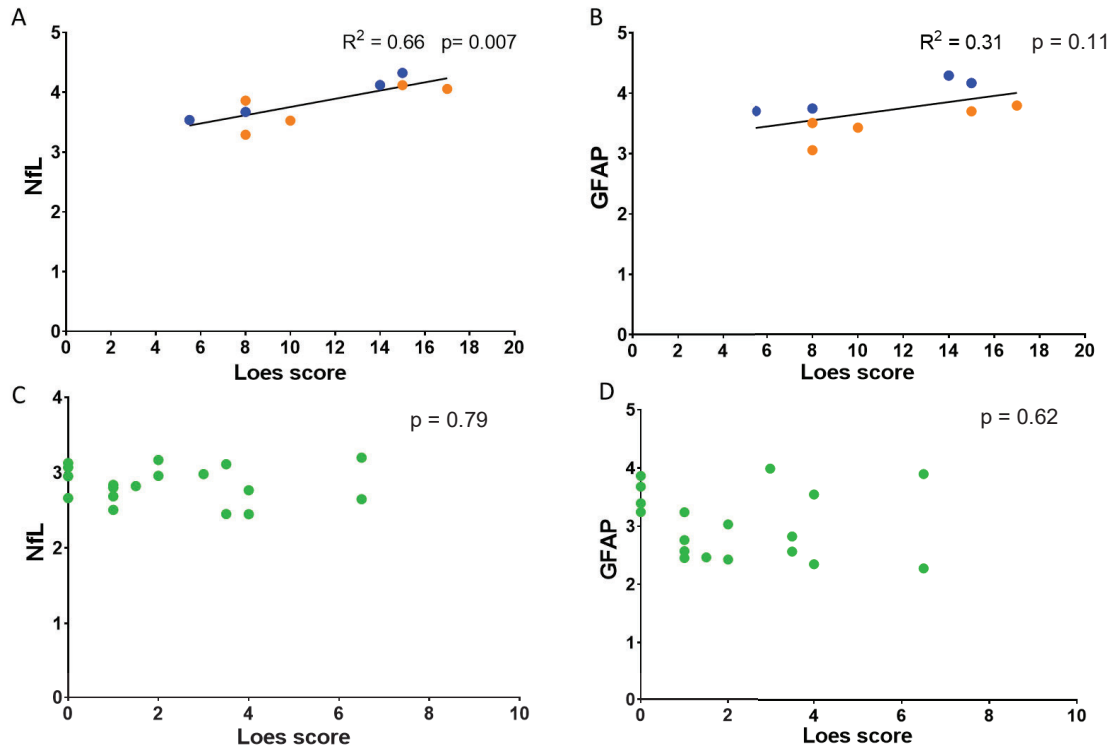 A
R² = 0.66 p= 0.007
NfL
5
4
3
2
1
0
0 2 4 6 8 10 12 14 16 18 20
Loes score
B
R² = 0.31 p = 0.11
GFAP
5
4
3
2
1
0
0 2 4 6 8 10 12 14 16 18 20
Loes score
C
p = 0.79
NfL
4
3
2
1
0
0 2 4 6 8 10
Loes score
D
p = 0.62
GFAP
5
4
3
2
1
0
0 2 4 6 8 10
Loes score